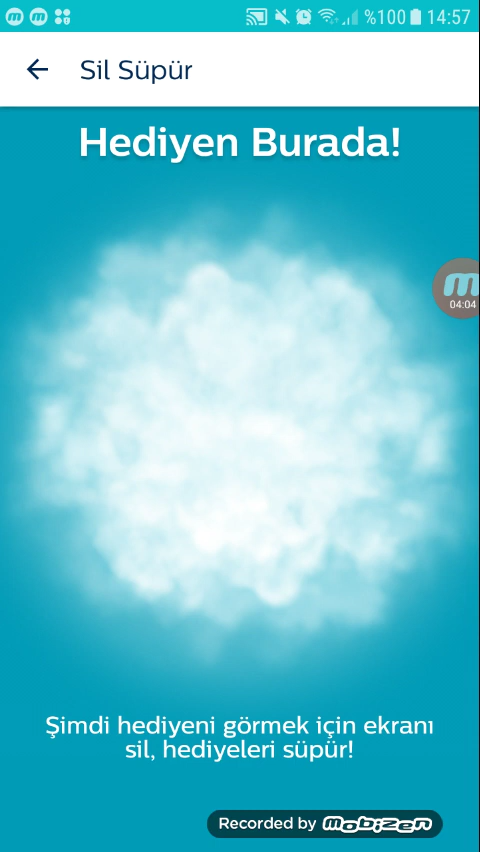 %100 14:57
Sil Süpür
Hediyen Burada!
m
04:04
Şimdi hediyeni görmek için ekranı
sil, hediyeleri süpür!
Recorded by mobizen